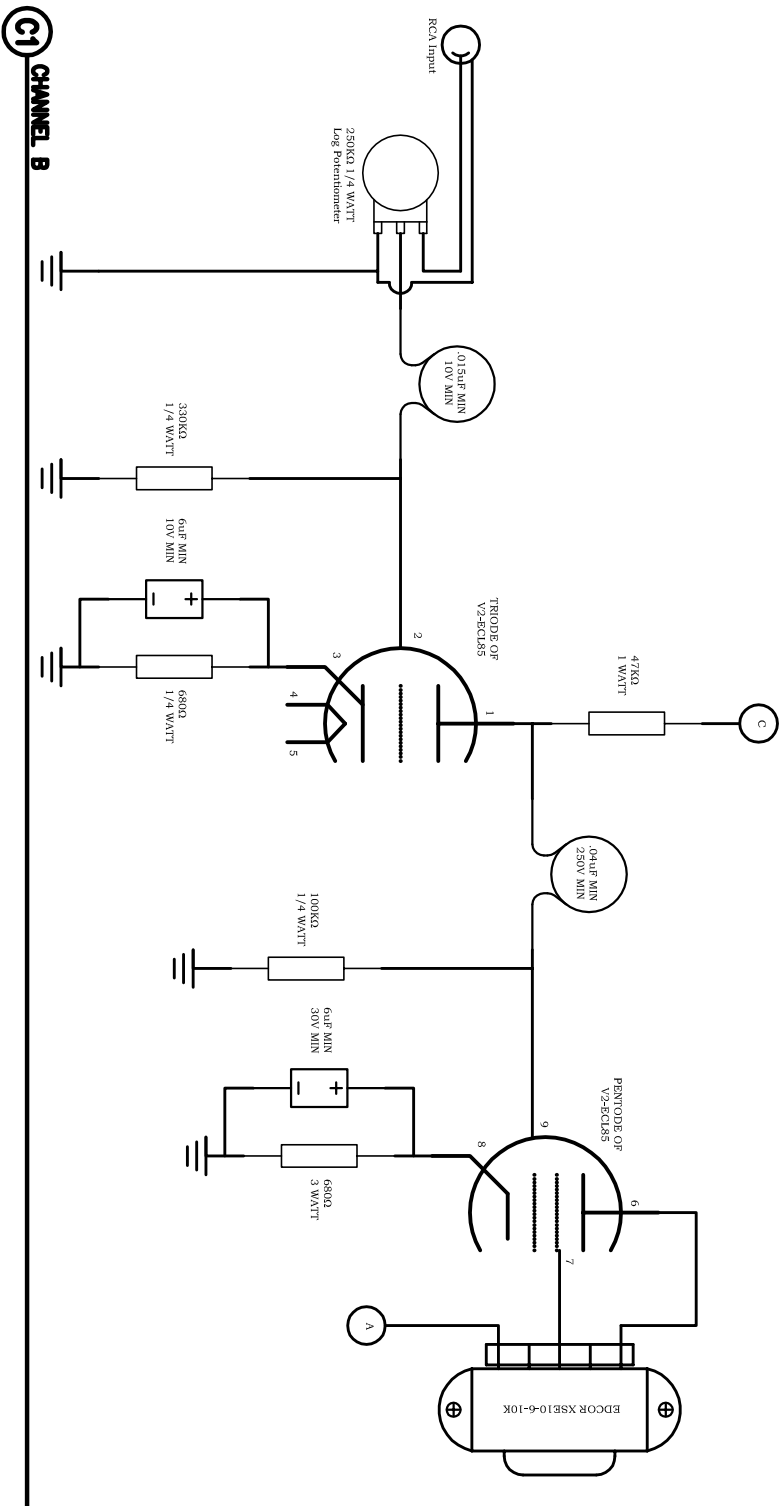 C1
CHANNEL B
RCA Input
250KΩ 1/4 WATT
Log Potentiometer
.015uF MIN
10V MIN
330KΩ
1/4 WATT
6uF MIN
10V MIN
+
-
680Ω
1/4 WATT
TRIODE OF
V2-ECL85
1
2
3
4
5
47KΩ
1 WATT
C
.04uF MIN
250V MIN
100KΩ
1/4 WATT
6uF MIN
30V MIN
+
-
680Ω
3 WATT
PENTODE OF
V2-ECL85
6
7
8
9
A
EDCOR XSE10-6-10K